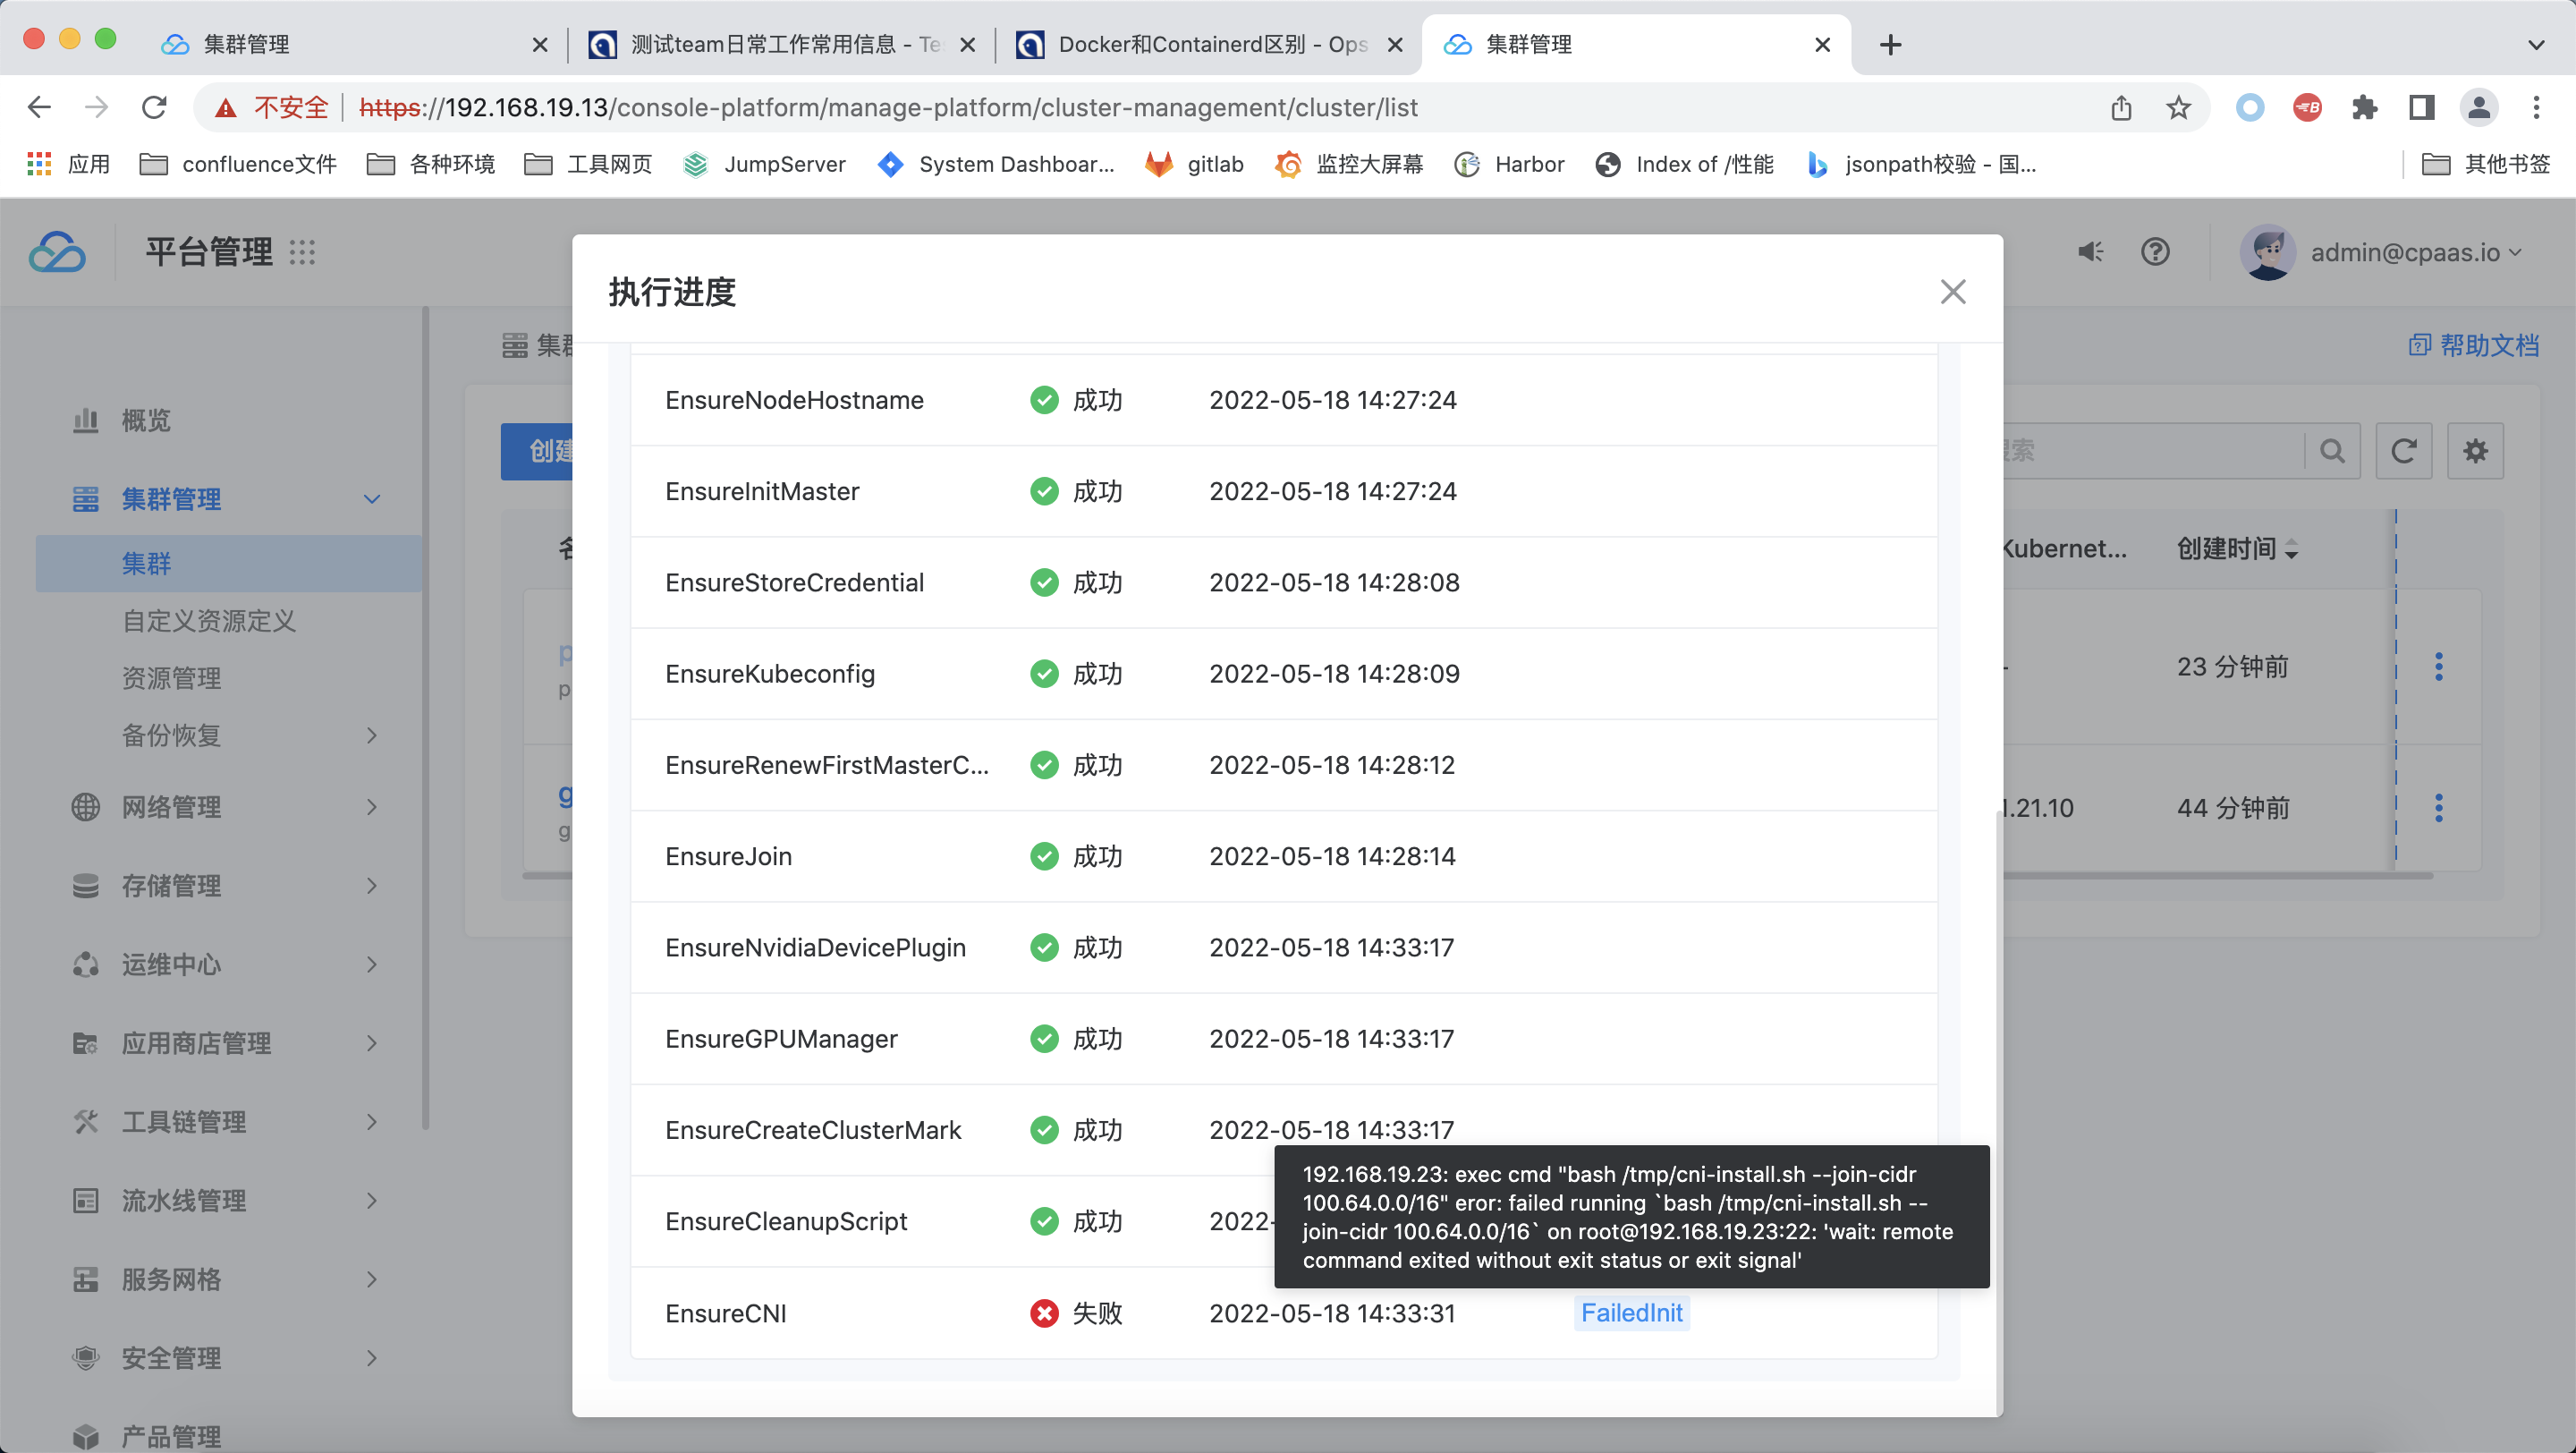 集群管理
测试team日常工作常用信息 - Te
Docker和Containerd区别 - Ops
集群管理
不安全
https://192.168.19.13/console-platform/manage-platform/cluster-management/cluster/list
应用
confluence文件
各种环境
工具网页
JumpServer
System Dashboar...
gitlab
监控大屏幕
Harbor
Index of /性能
jsonpath校验 - 国...
其他书签
平台管理
admin@cpaas.io
概览
集群管理
集群
自定义资源定义
资源管理
备份恢复
网络管理
存储管理
运维中心
应用商店管理
工具链管理
流水线管理
服务网格
安全管理
产品管理
集群
帮助文档
创建
索
名
Kubernet...
创建时间
p
p
-
23 分钟前
g
g
1.21.10
44 分钟前
执行进度
EnsureNodeHostname 成功 2022-05-18 14:27:24
EnsureInitMaster 成功 2022-05-18 14:27:24
EnsureStoreCredential 成功 2022-05-18 14:28:08
EnsureKubeconfig 成功 2022-05-18 14:28:09
EnsureRenewFirstMasterC... 成功 2022-05-18 14:28:12
EnsureJoin 成功 2022-05-18 14:28:14
EnsureNvidiaDevicePlugin 成功 2022-05-18 14:33:17
EnsureGPUManager 成功 2022-05-18 14:33:17
EnsureCreateClusterMark 成功 2022-05-18 14:33:17
EnsureCleanupScript 成功 2022-
192.168.19.23: exec cmd "bash /tmp/cni-install.sh --join-cidr
100.64.0.0/16" eror: failed running `bash /tmp/cni-install.sh --
join-cidr 100.64.0.0/16` on root@192.168.19.23:22: 'wait: remote
command exited without exit status or exit signal'
EnsureCNI 失败 2022-05-18 14:33:31 FailedInit